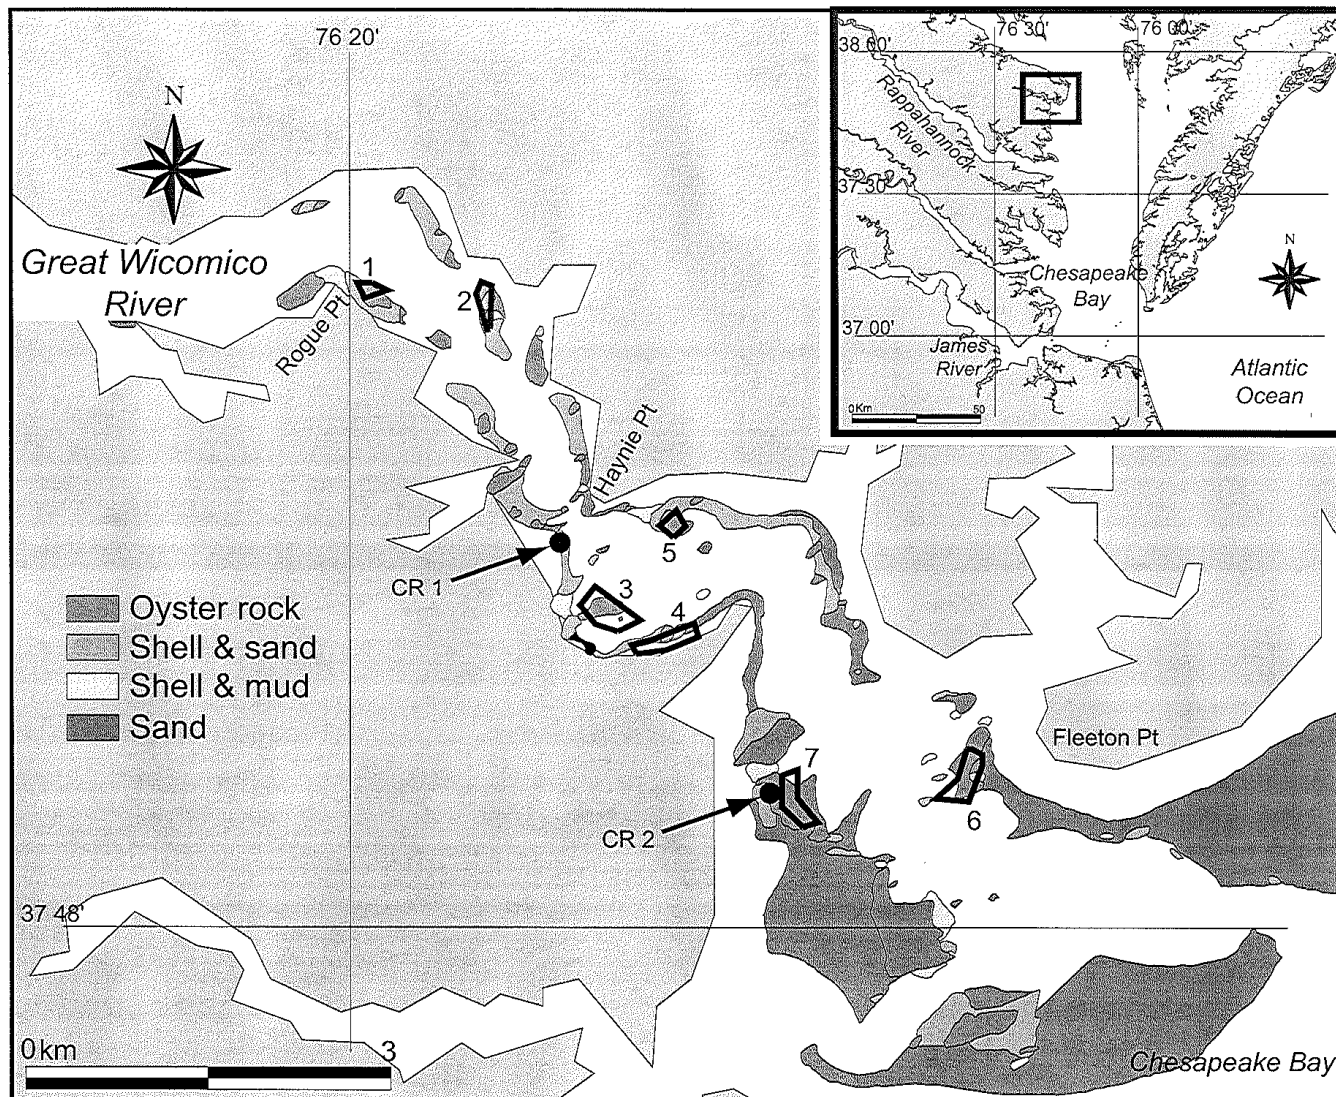 76 20'
N
Great Wicomico
River
1
2
Rogue Pt
Haynie Pt
5
CR 1
3
4
Oyster rock
Shell & sand
Shell & mud
Sand
Fleeton Pt
7
CR 2
6
37 48'
0 km
3
Chesapeake Bay
76 30'
76 00'
38 00'
Rappahannock
River
37 30'
N
Chesapeake
Bay
37 00'
James
River
Atlantic
Ocean
0 Km
50